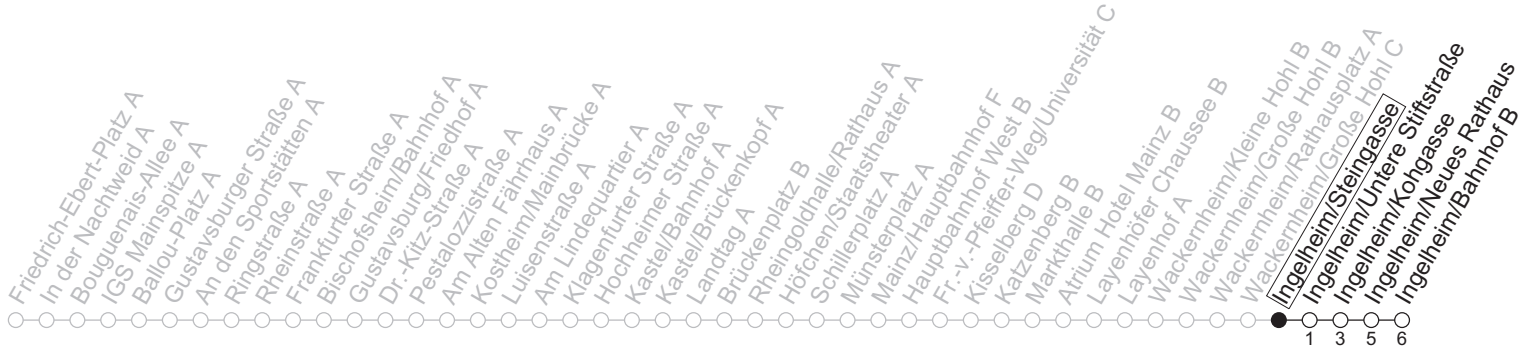 Friedrich-Ebert-Platz A
In der Nachtweid A
Bouguenais-Allee A
IGS Mainspitze A
Ballou-Platz A
Gustavsburger Straße A
An den Sportstätten A
Ringstraße A
Rheinstraße A
Frankfurter Straße A
Bischofsheim/Bahnhof A
Gustavsburg/Friedhof A
Dr.-Kitz-Straße A
Pestalozzistraße A
Am Alten Fährhaus A
Kostheim/Mainbrücke A
Luisenstraße A
Am Lindequartier A
Klagenfurter Straße A
Hochheimer Straße A
Kastel/Bahnhof A
Kastel/Brückenkopf A
Landtag A
Brückenplatz B
Rheingoldhalle/Rathaus A
Höfchen/Staatstheater A
Schillerplatz A
Münsterplatz A
Mainz/Hauptbahnhof F
Hauptbahnhof West B
Fr.-v.-Pfeiffer-Weg/Universität C
Kisselberg D
Katzenberg B
Markthalle B
Atrium Hotel Mainz B
Layenhöfer Chaussee B
Layenhof A
Wackernheim/Kleine Hohl B
Wackernheim/Große Hohl B
Wackernheim/Rathausplatz A
Wackernheim/Große Hohl C
Ingelheim/Steingasse
Ingelheim/Untere Stiftstraße
Ingelheim/Kohgasse
Ingelheim/Neues Rathaus
Ingelheim/Bahnhof B
1 3 5 6